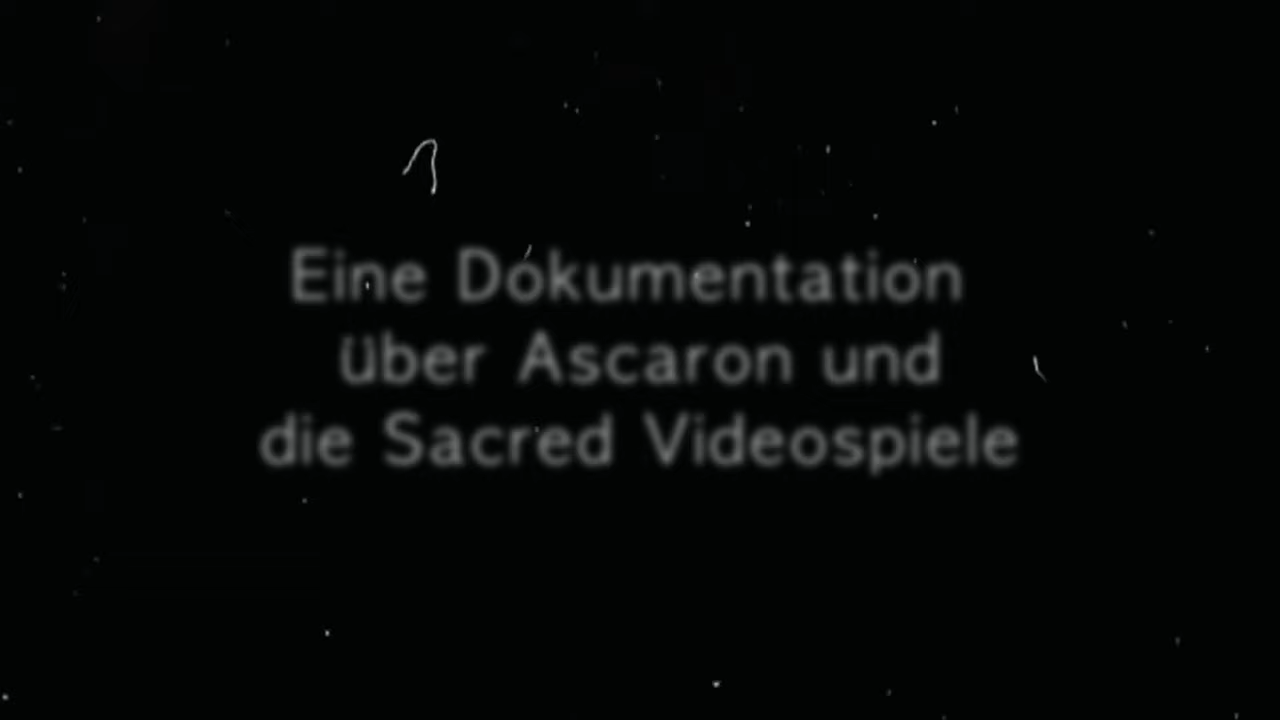 Eine Dokumentation
über Ascaron und
die Sacred Videospiele